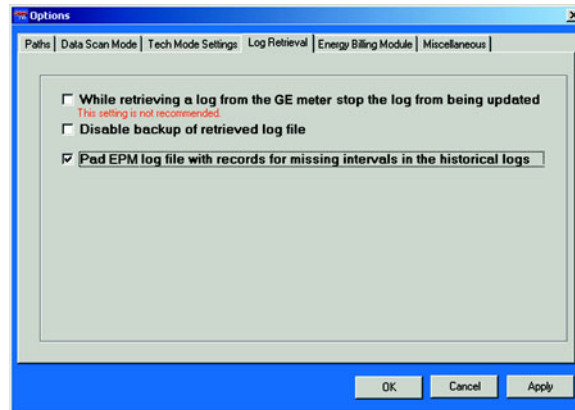 Options
Paths Data Scan Mode Tech Mode Settings Log Retrieval Energy Billing Module Miscellaneous
While retrieving a log from the GE meter stop the log from being updated
This setting is not recommended.
Disable backup of retrieved log file
Pad EPM log file with records for missing intervals in the historical logs
OK Cancel Apply